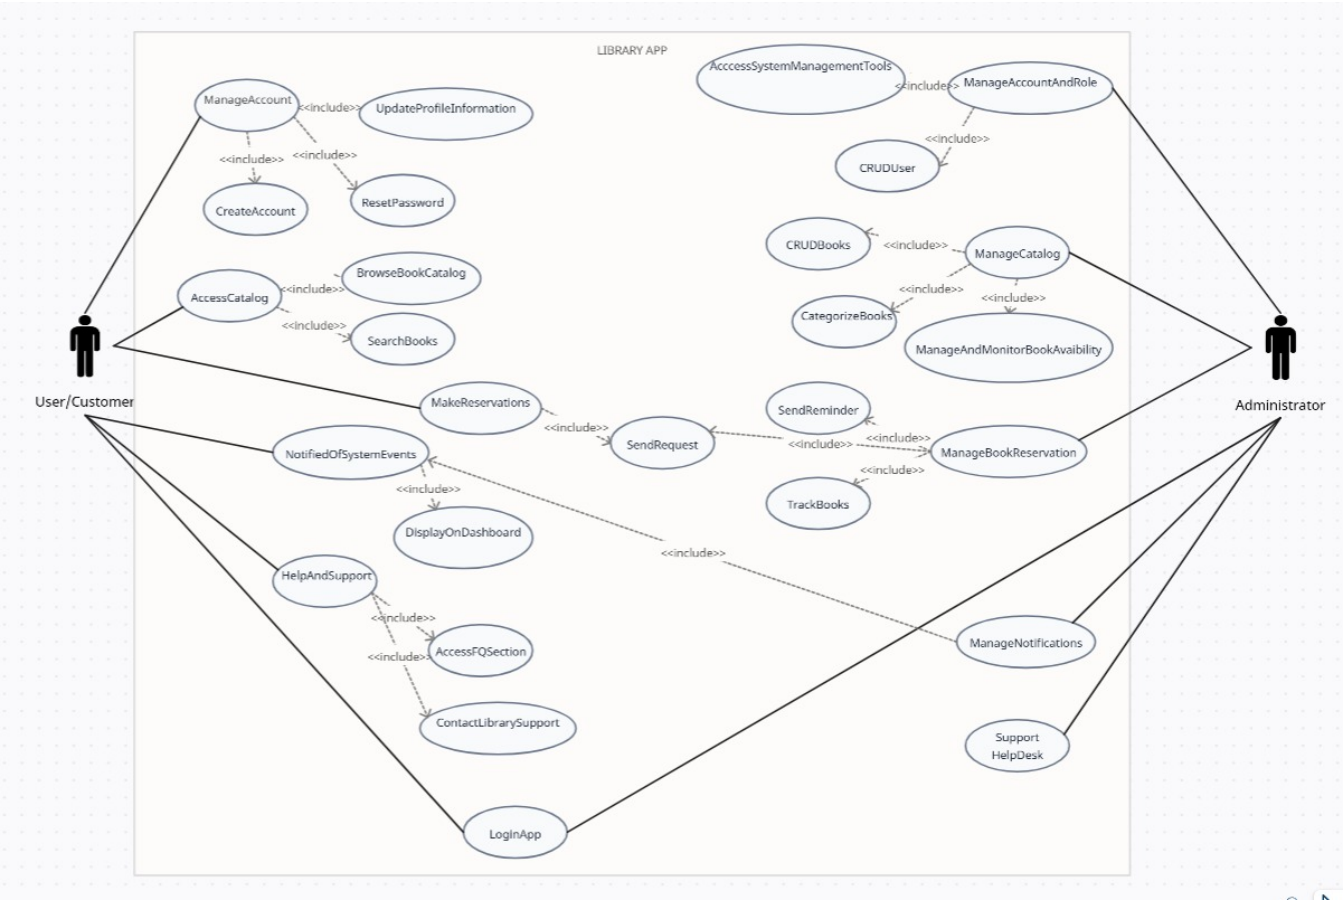 LIBRARY APP
AcccessSystemManagementTools
<<include>>
ManageAccountAndRole
ManageAccount
<<include>>
UpdateProfileInformation
<<include>>
<<include>>
<<include>>
CRUDUser
CreateAccount
ResetPassword
CRUDBooks
<<include>>
ManageCatalog
BrowseBookCatalog
AccessCatalog
<<include>>
<<include>>
<<include>>
CategorizeBooks
<<include>>
SearchBooks
ManageAndMonitorBookAvaibility
User/Customer
Administrator
MakeReservations
SendReminder
<<include>>
SendRequest
<<include>>
<<include>>
ManageBookReservation
NotifiedOfSystemEvents
<<include>>
<<include>>
TrackBooks
DisplayOnDashboard
<<include>>
HelpAndSupport
<<include>>
<<include>>
AccessFQSection
ManageNotifications
ContactLibrarySupport
Support
HelpDesk
LoginApp